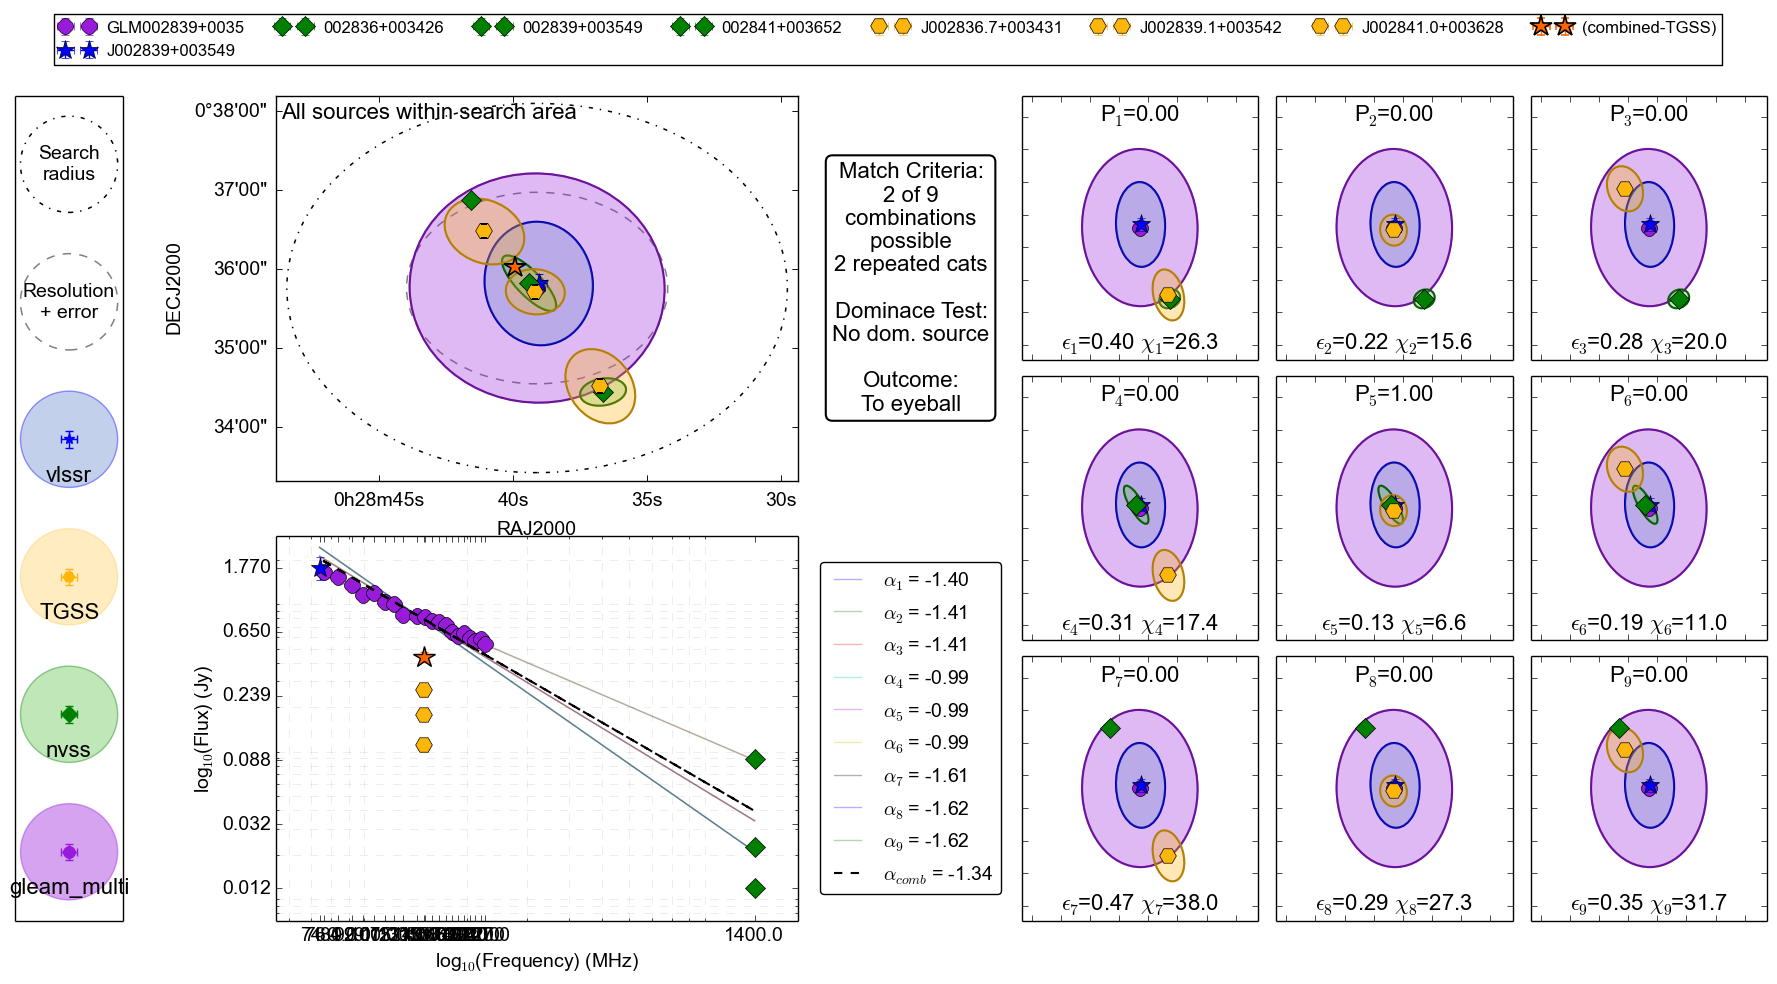 GLM002839+0035 002836+003426 002839+003549 002841+003652 J002836.7+003431 J002839.1+003542 J002841.0+003628 (combined-TGSS)
J002839+003549
Search
radius
Resolution
+ error
vlssr
TGSS
nvss
gleam_multi
All sources within search area
0°38'00"
37'00"
36'00"
35'00"
34'00"
DECJ2000
0h28m45s 40s 35s 30s
RAJ2000
Match Criteria:
2 of 9
combinations
possible
2 repeated cats
Dominace Test:
No dom. source
Outcome:
To eyeball
1.770
0.650
0.239
0.088
0.032
0.012
log10(Flux) (Jy)
1400.0
log10(Frequency) (MHz)
α1 = -1.40
α2 = -1.41
α3 = -1.41
α4 = -0.99
α5 = -0.99
α6 = -0.99
α7 = -1.61
α8 = -1.62
α9 = -1.62
αcomb = -1.34
P1=0.00 P2=0.00 P3=0.00
ϵ1=0.40 χ1=26.3 ϵ2=0.22 χ2=15.6 ϵ3=0.28 χ3=20.0
P4=0.00 P5=1.00 P6=0.00
ϵ4=0.31 χ4=17.4 ϵ5=0.13 χ5=6.6 ϵ6=0.19 χ6=11.0
P7=0.00 P8=0.00 P9=0.00
ϵ7=0.47 χ7=38.0 ϵ8=0.29 χ8=27.3 ϵ9=0.35 χ9=31.7